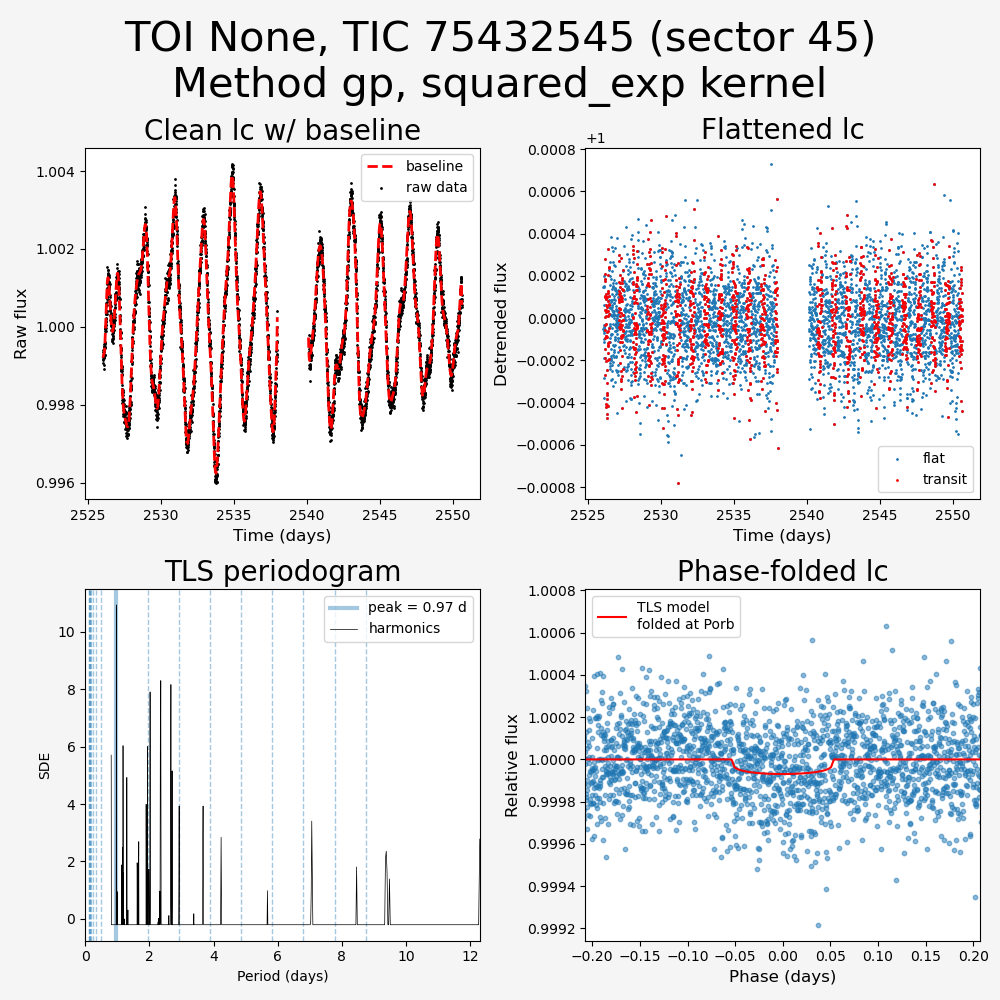 TOI None, TIC 75432545 (sector 45)
Method gp, squared_exp kernel
Clean lc w/ baseline
Raw flux
1.004
1.002
1.000
0.998
0.996
baseline
raw data
2525 2530 2535 2540 2545 2550
Time (days)
Flattened lc
+1
Detrended flux
0.0008
0.0006
0.0004
0.0002
0.0000
−0.0002
−0.0004
−0.0006
−0.0008
flat
transit
2525 2530 2535 2540 2545 2550
Time (days)
TLS periodogram
SDE
10
8
6
4
2
0
peak = 0.97 d
harmonics
0 2 4 6 8 10 12
Period (days)
Phase-folded lc
Relative flux
1.0008
1.0006
1.0004
1.0002
1.0000
0.9998
0.9996
0.9994
0.9992
TLS model
folded at Porb
−0.20 −0.15 −0.10 −0.05 0.00 0.05 0.10 0.15 0.20
Phase (days)